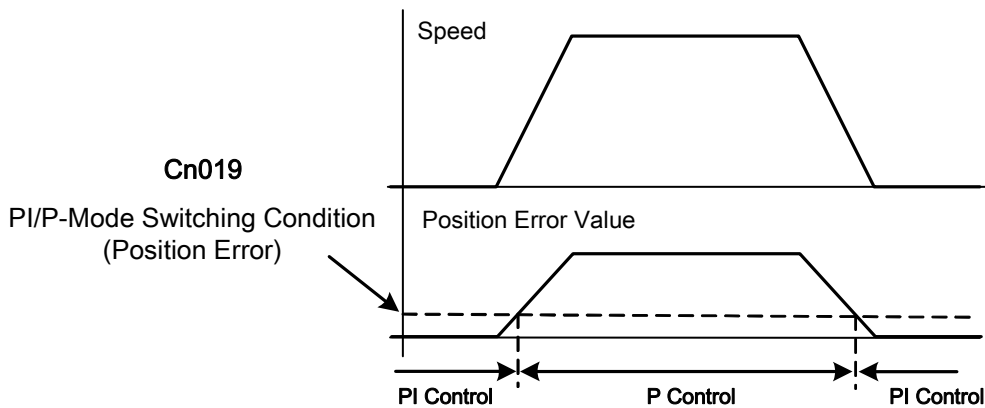 Speed
Cn019
PI/P-Mode Switching Condition
(Position Error)
Position Error Value
PI Control
P Control
PI Control